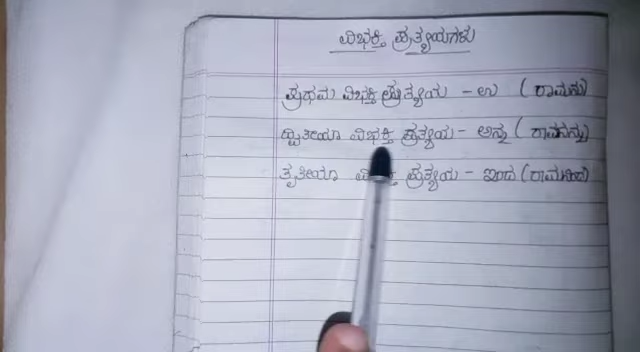 ವಿಭಕ್ತಿ ಪ್ರತ್ಯಯಗಳು
ಪ್ರಥಮ ವಿಭಕ್ತಿ ಪ್ರತ್ಯಯ - ಉ ( ರಾಮನು)
ದ್ವಿತೀಯಾ ವಿಭಕ್ತಿ ಪ್ರತ್ಯಯ - ಅನ್ನು ( ರಾಮನನ್ನು)
ತೃತೀಯಾ ಪ್ರತ್ಯಯ - ಇಂದ (ರಾಮನಿಂದ)